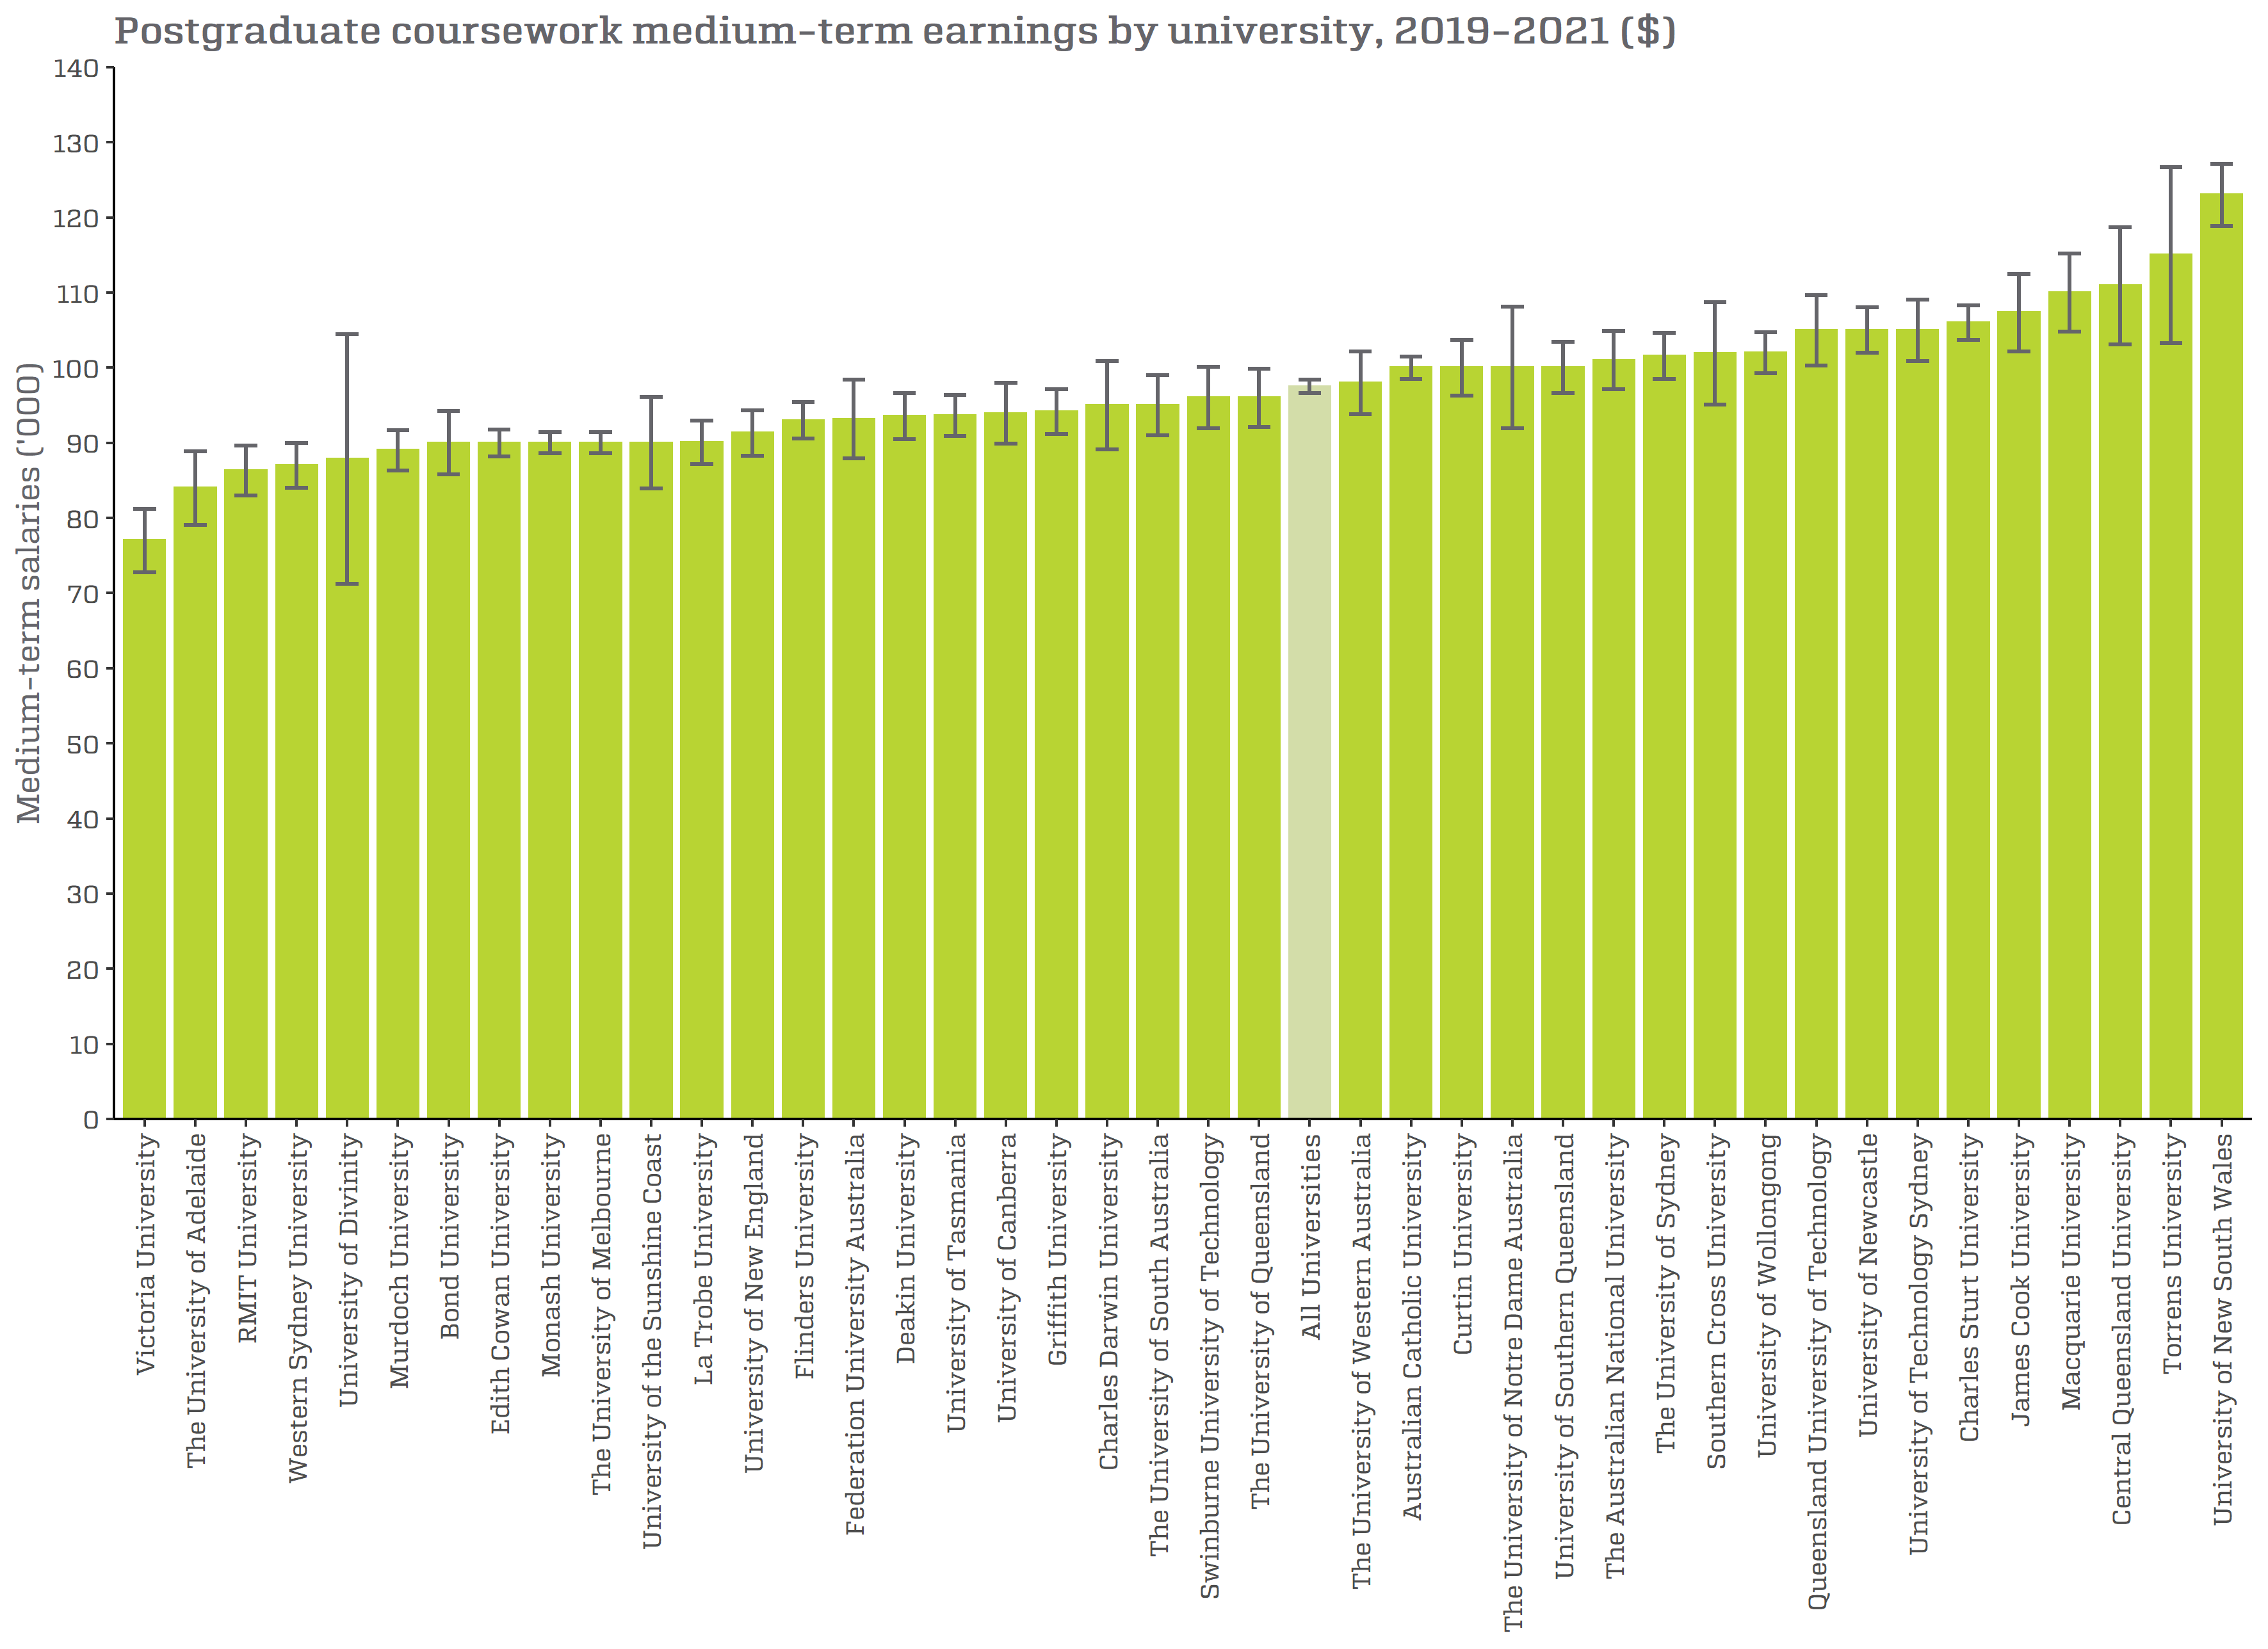 Postgraduate coursework medium-term earnings by university, 2019-2021 ($)
Medium-term salaries ('000)
140
130
120
110
100
90
80
70
60
50
40
30
20
10
0
Victoria University
The University of Adelaide
RMIT University
Western Sydney University
University of Divinity
Murdoch University
Bond University
Edith Cowan University
Monash University
The University of Melbourne
University of the Sunshine Coast
La Trobe University
University of New England
Flinders University
Federation University Australia
Deakin University
University of Tasmania
University of Canberra
Griffith University
Charles Darwin University
The University of South Australia
Swinburne University of Technology
The University of Queensland
All Universities
The University of Western Australia
Australian Catholic University
Curtin University
The University of Notre Dame Australia
University of Southern Queensland
The Australian National University
The University of Sydney
Southern Cross University
University of Wollongong
Queensland University of Technology
University of Newcastle
University of Technology Sydney
Charles Sturt University
James Cook University
Macquarie University
Central Queensland University
Torrens University
University of New South Wales